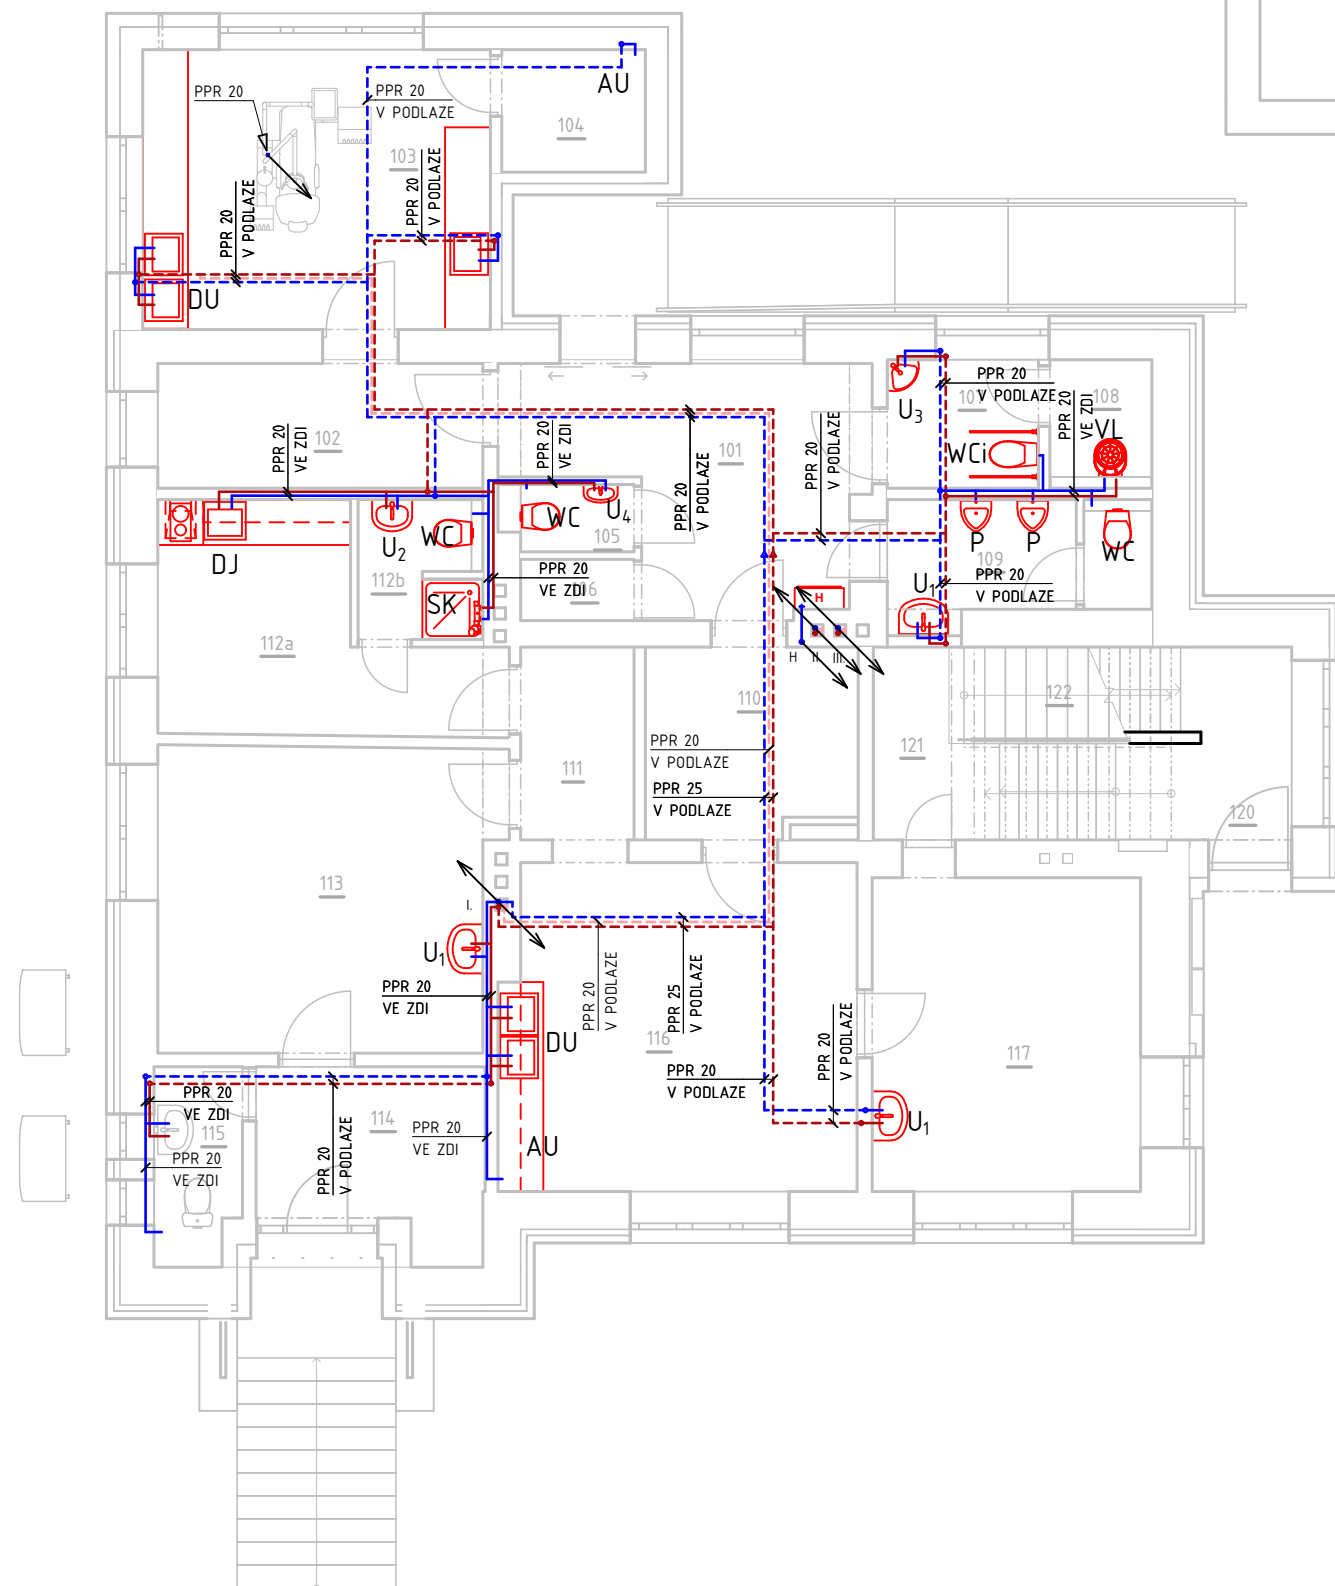 AU
PPR 20
PPR 20
V PODLAZE
104
103
PPR 20
V PODLAZE
PPR 20
V PODLAZE
DU
PPR 20
V PODLAZE
U3
107
108
VL
PPR 20
VE ZDI
WCi
102
PPR 20
VE ZDI
PPR 20
VE ZDI
101
PPR 20
V PODLAZE
PPR 20
V PODLAZE
DJ
U2
WC
WC
U4
105
P
P
WC
109
PPR 20
V PODLAZE
PPR 20
VE ZDI
106
112b
SK
U1
H
112a
H
II.
III.
122
110
121
PPR 20
V PODLAZE
111
PPR 25
V PODLAZE
120
113
I.
U1
PPR 20
VE ZDI
PPR 20
V PODLAZE
PPR 25
V PODLAZE
DU
116
PPR 20
V PODLAZE
117
PPR 20
V PODLAZE
PPR 20
VE ZDI
U1
114
115
PPR 20
VE ZDI
AU
PPR 20
VE ZDI
PPR 20
V PODLAZE